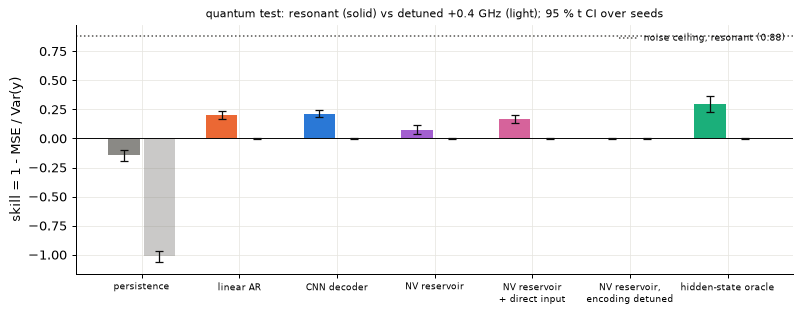 quantum test: resonant (solid) vs detuned +0.4 GHz (light); 95 % t CI over seeds
noise ceiling, resonant (0.88)
skill = 1 - MSE / Var(y)
0.75
0.50
0.25
0.00
−0.25
−0.50
−0.75
−1.00
persistence
linear AR
CNN decoder
NV reservoir
NV reservoir
+ direct input
NV reservoir,
encoding detuned
hidden-state oracle